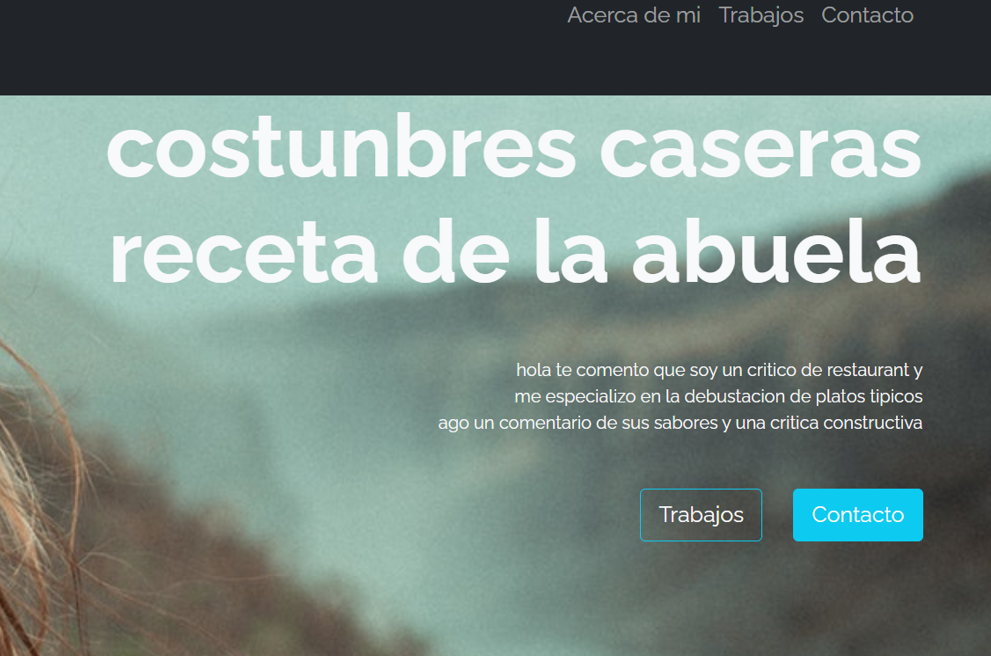 Acerca de mi Trabajos Contacto
costunbres caseras
receta de la abuela
hola te comento que soy un critico de restaurant y
me especializo en la debustacion de platos tipicos
ago un comentario de sus sabores y una critica constructiva
Trabajos Contacto